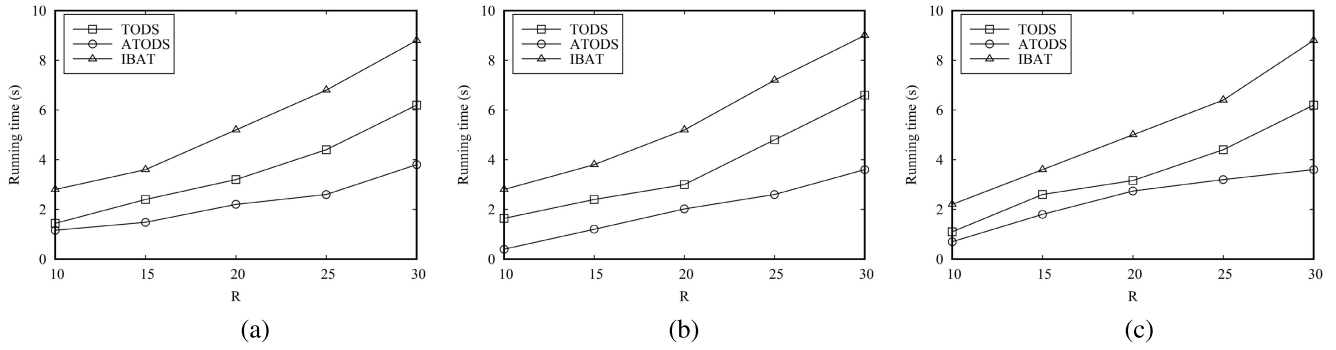 10
8
6
4
2
0
Running time (s)
TODS
ATODS
IBAT
10 15 20 25 30
R
(a)
10
8
6
4
2
0
Running time (s)
TODS
ATODS
IBAT
10 15 20 25 30
R
(b)
10
8
6
4
2
0
Running time (s)
TODS
ATODS
IBAT
10 15 20 25 30
R
(c)